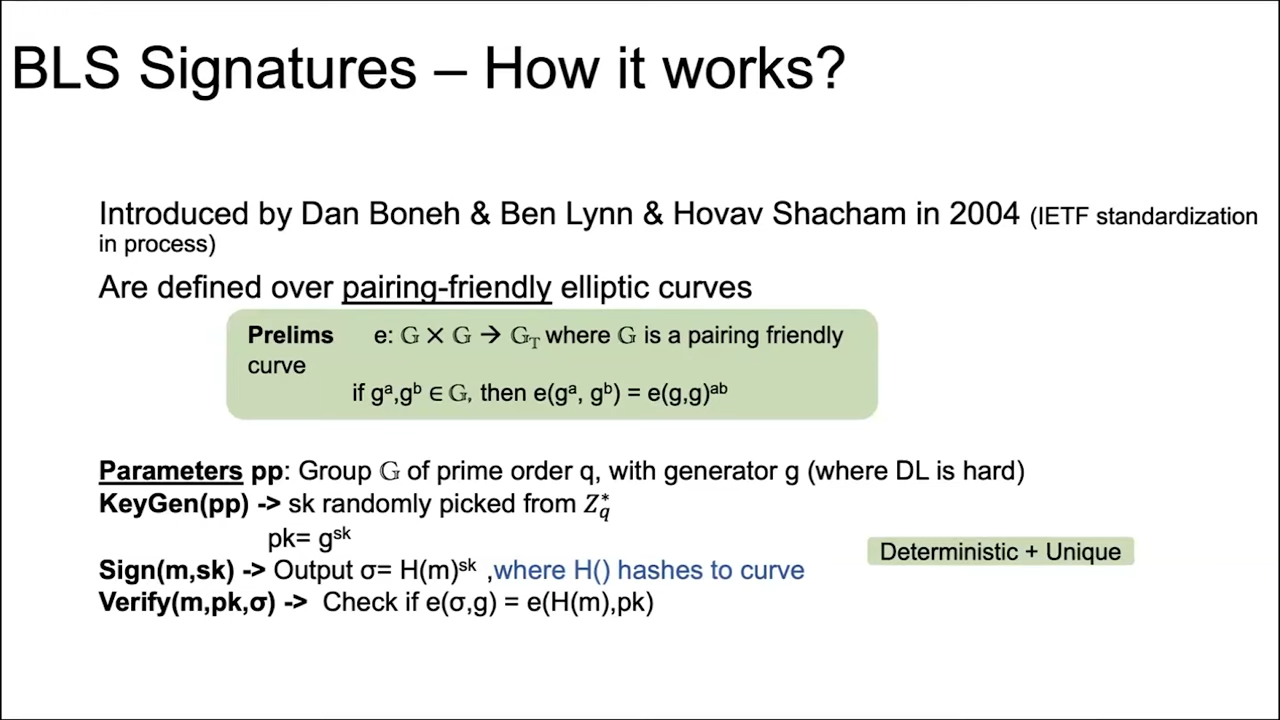 BLS Signatures – How it works?
Introduced by Dan Boneh & Ben Lynn & Hovav Shacham in 2004 (IETF standardization
in process)
Are defined over pairing-friendly elliptic curves
Prelims e: 𝔾 × 𝔾 → 𝔾_T where 𝔾 is a pairing friendly
curve
if gᵃ,gᵇ ∈ 𝔾, then e(gᵃ, gᵇ) = e(g,g)ᵃᵇ
Parameters pp: Group 𝔾 of prime order q, with generator g (where DL is hard)
KeyGen(pp) -> sk randomly picked from Z_q^*
pk= gˢᵏ
Deterministic + Unique
Sign(m,sk) -> Output σ= H(m)ˢᵏ ,where H() hashes to curve
Verify(m,pk,σ) -> Check if e(σ,g) = e(H(m),pk)